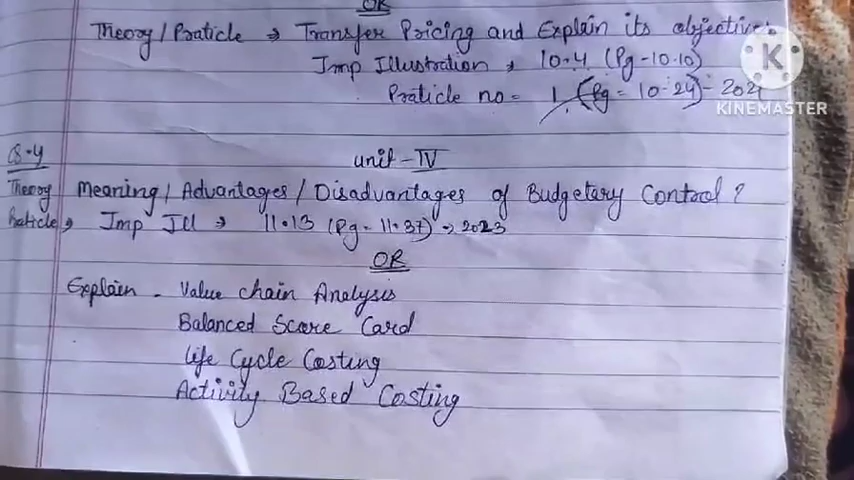 OR
Theory/Praticle → Transfer Pricing and Explain its objective
Imp Illustration → 10.4 (Pg-10.10)
Praticle no = 1. (Pg - 10.24) - 2021
K
KINEMASTER
unit-IV
Q.4
Theory Meaning/Advantages/Disadvantages of Budgetary Control?
Praticle → Imp Ill → 11.13 (Pg - 11.37) → 2023
OR
Explain - Value chain Analysis
Balanced Score Card
Life Cycle Costing
Activity Based Costing